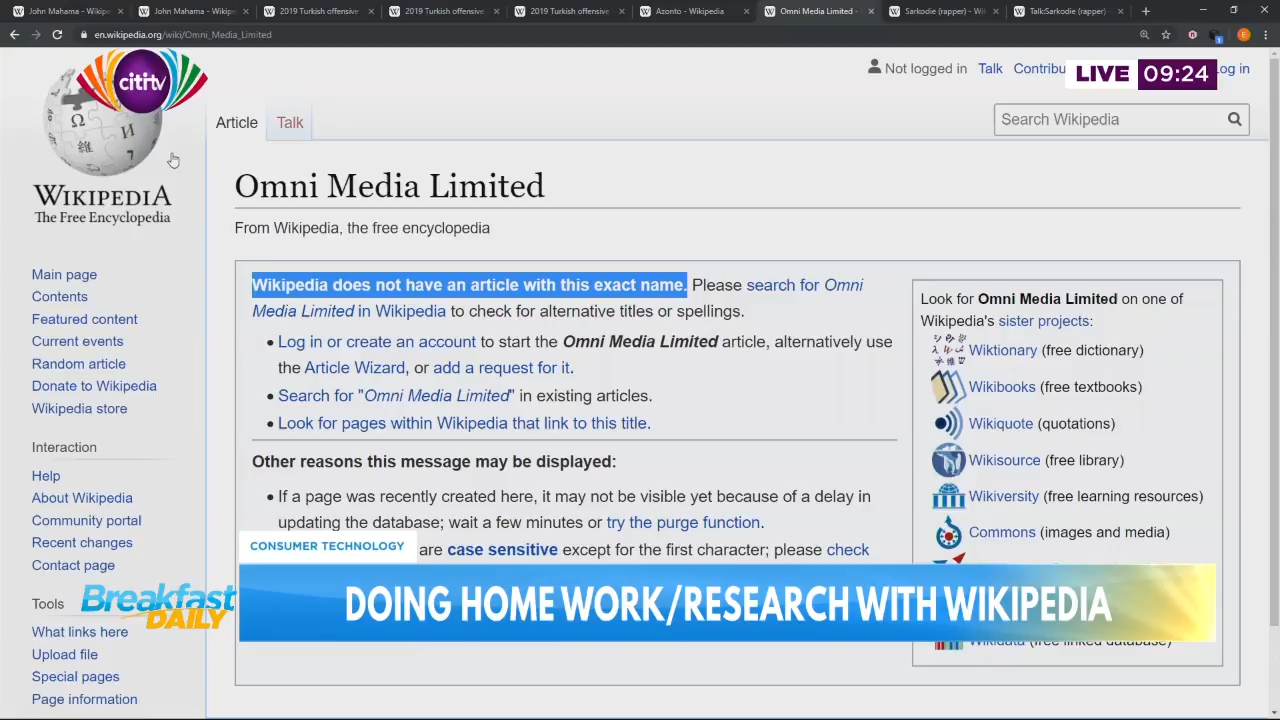 John Mahama - Wikip
John Mahama - Wikipe
2019 Turkish offensive
2019 Turkish offensive
2019 Turkish offensive
Azonto - Wikipedia
Omni Media Limited -
Sarkodie (rapper) - Wik
Talk:Sarkodie (rapper) -
en.wikipedia.org/wiki/Omni_Media_Limited
cititv
Not logged in Talk Contribu
LIVE 09:24
og in
Article Talk
Search Wikipedia
WIKIPEDIA
The Free Encyclopedia
Omni Media Limited
From Wikipedia, the free encyclopedia
Main page
Contents
Featured content
Current events
Random article
Donate to Wikipedia
Wikipedia store
Interaction
Help
About Wikipedia
Community portal
Recent changes
Contact page
Tools
What links here
Upload file
Special pages
Page information
Wikipedia does not have an article with this exact name. Please search for Omni
Media Limited in Wikipedia to check for alternative titles or spellings.
• Log in or create an account to start the Omni Media Limited article, alternatively use
the Article Wizard, or add a request for it.
• Search for "Omni Media Limited" in existing articles.
• Look for pages within Wikipedia that link to this title.
Other reasons this message may be displayed:
• If a page was recently created here, it may not be visible yet because of a delay in
updating the database; wait a few minutes or try the purge function.
are case sensitive except for the first character; please check
Look for Omni Media Limited on one of
Wikipedia's sister projects:
Wiktionary (free dictionary)
Wikibooks (free textbooks)
Wikiquote (quotations)
Wikisource (free library)
Wikiversity (free learning resources)
Commons (images and media)
Wikidata (free linked database)
CONSUMER TECHNOLOGY
Breakfast
DAILY
DOING HOME WORK/RESEARCH WITH WIKIPEDIA